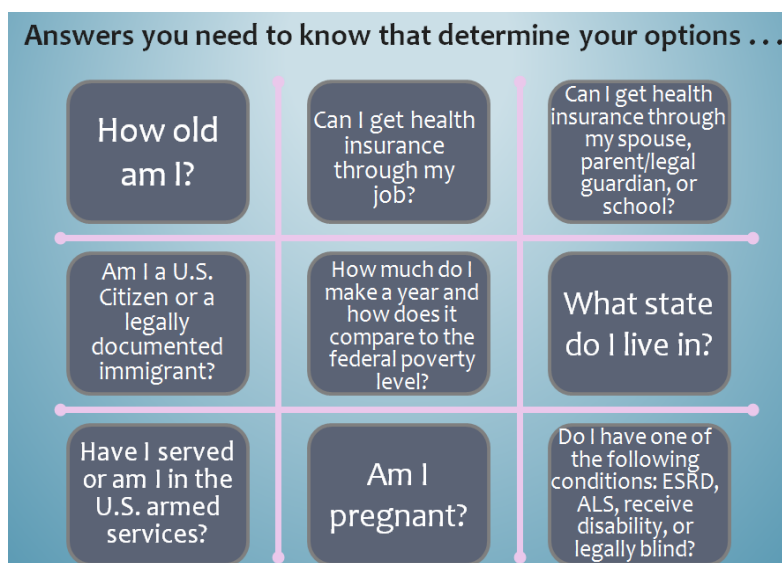 Answers you need to know that determine your options . . .
How old
am I?
Can I get health
insurance
through my
job?
Can I get health
insurance through
my spouse,
parent/legal
guardian, or
school?
Am I a U.S.
Citizen or a
legally
documented
immigrant?
How much do I
make a year and
how does it
compare to the
federal poverty
level?
What state
do I live in?
Have I served
or am I in the
U.S. armed
services?
Am I
pregnant?
Do I have one of
the following
conditions: ESRD,
ALS, receive
disability, or
legally blind?